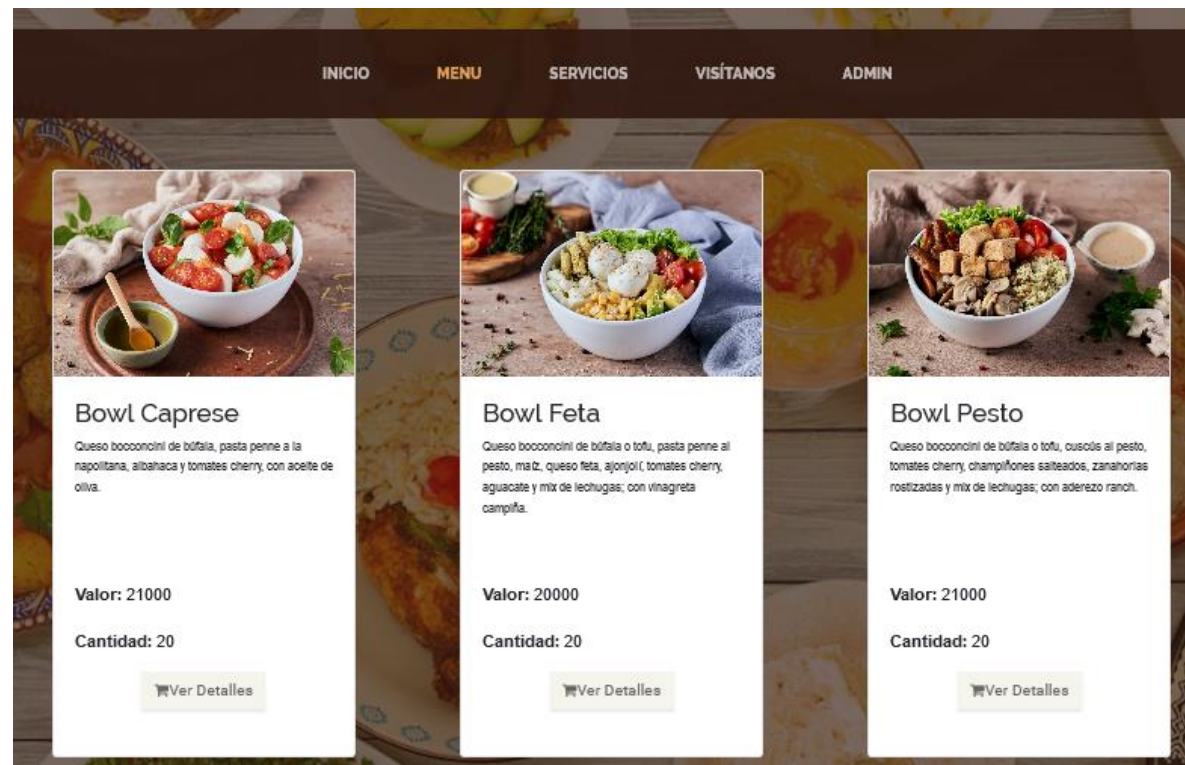 INICIO MENU SERVICIOS VISÍTANOS ADMIN
Bowl Caprese
Queso bocconcini de búfala, pasta penne a la
napolitana, albahaca y tomates cherry, con aceite de
oliva.
Valor: 21000
Cantidad: 20
Ver Detalles
Bowl Feta
Queso bocconcini de búfala o tofu, pasta penne al
pesto, maíz, queso feta, ajonjolí, tomates cherry,
aguacate y mix de lechugas; con vinagreta
campiña.
Valor: 20000
Cantidad: 20
Ver Detalles
Bowl Pesto
Queso bocconcini de búfala o tofu, cuscús al pesto,
tomates cherry, champiñones salteados, zanahorias
rostizadas y mix de lechugas; con aderezo ranch.
Valor: 21000
Cantidad: 20
Ver Detalles